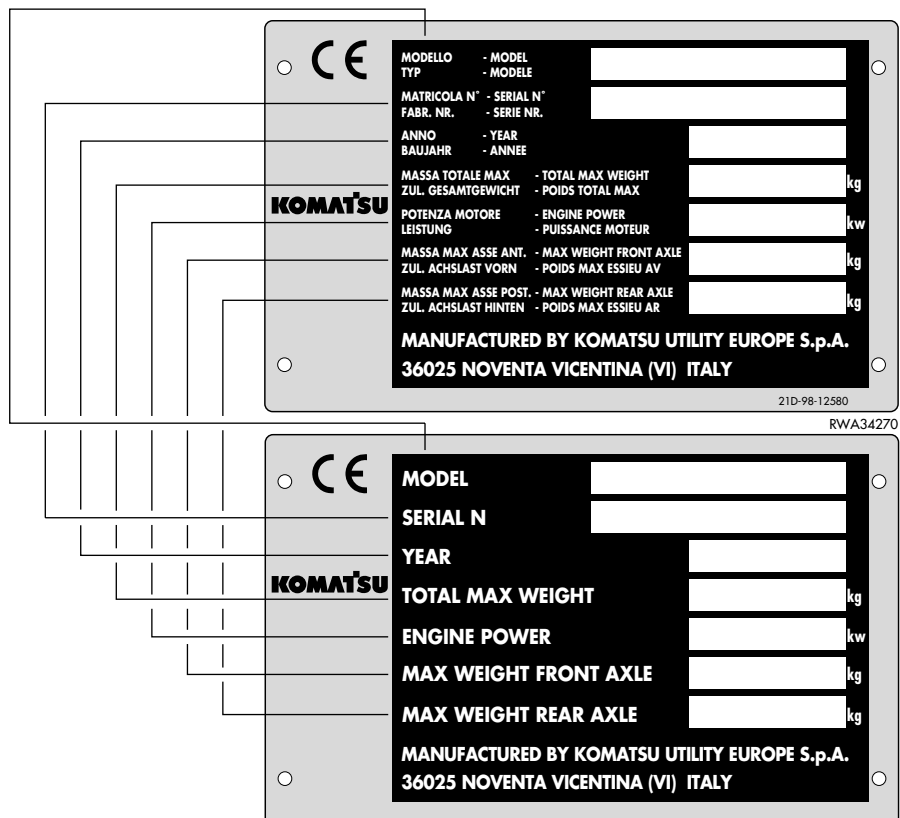 CE
MODELLO - MODEL
TYP - MODELE
MATRICOLA N° - SERIAL N°
FABR. NR. - SERIE NR.
ANNO - YEAR
BAUJAHR - ANNEE
MASSA TOTALE MAX - TOTAL MAX WEIGHT
ZUL. GESAMTGEWICHT - POIDS TOTAL MAX kg
KOMATSU
POTENZA MOTORE - ENGINE POWER
LEISTUNG - PUISSANCE MOTEUR kw
MASSA MAX ASSE ANT. - MAX WEIGHT FRONT AXLE
ZUL. ACHSLAST VORN - POIDS MAX ESSIEU AV kg
MASSA MAX ASSE POST. - MAX WEIGHT REAR AXLE
ZUL. ACHSLAST HINTEN - POIDS MAX ESSIEU AR kg
MANUFACTURED BY KOMATSU UTILITY EUROPE S.p.A.
36025 NOVENTA VICENTINA (VI) ITALY
21D-98-12580
RWA34270
CE
MODEL
SERIAL N
YEAR
KOMATSU
TOTAL MAX WEIGHT kg
ENGINE POWER kw
MAX WEIGHT FRONT AXLE kg
MAX WEIGHT REAR AXLE kg
MANUFACTURED BY KOMATSU UTILITY EUROPE S.p.A.
36025 NOVENTA VICENTINA (VI) ITALY